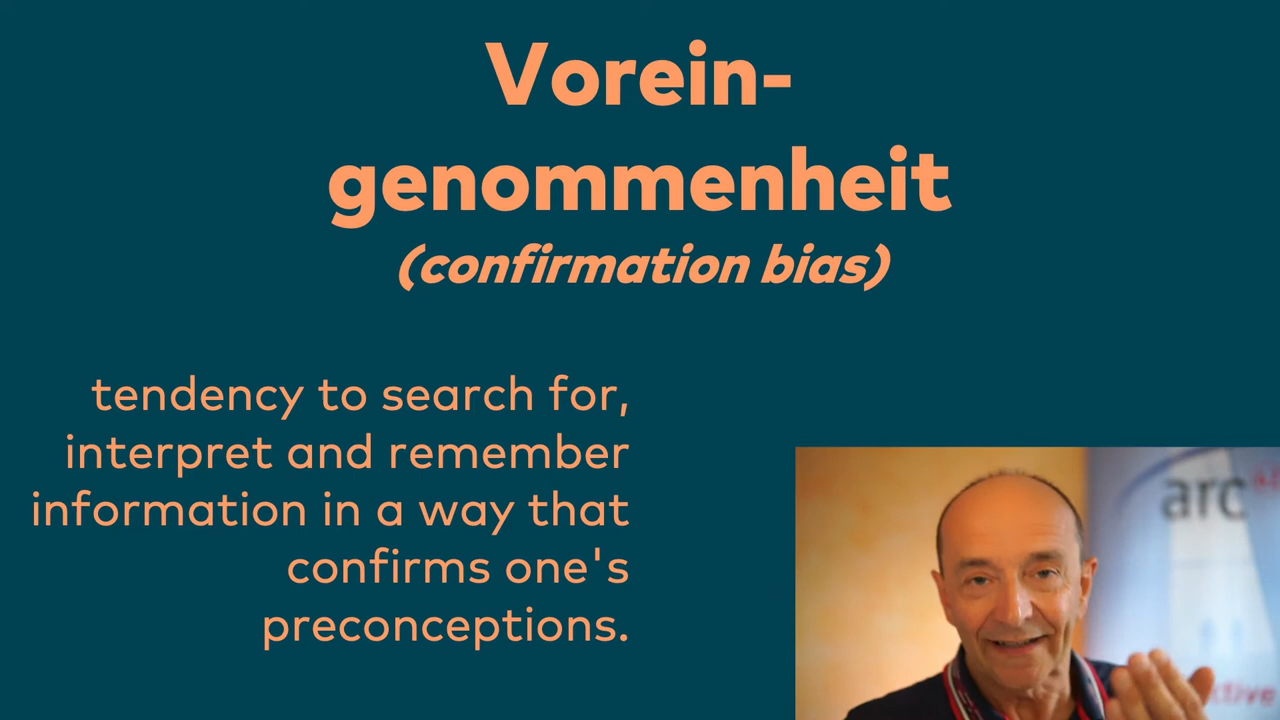 Vorein-
genommenheit
(confirmation bias)
tendency to search for,
interpret and remember
information in a way that
confirms one's
preconceptions.
arc